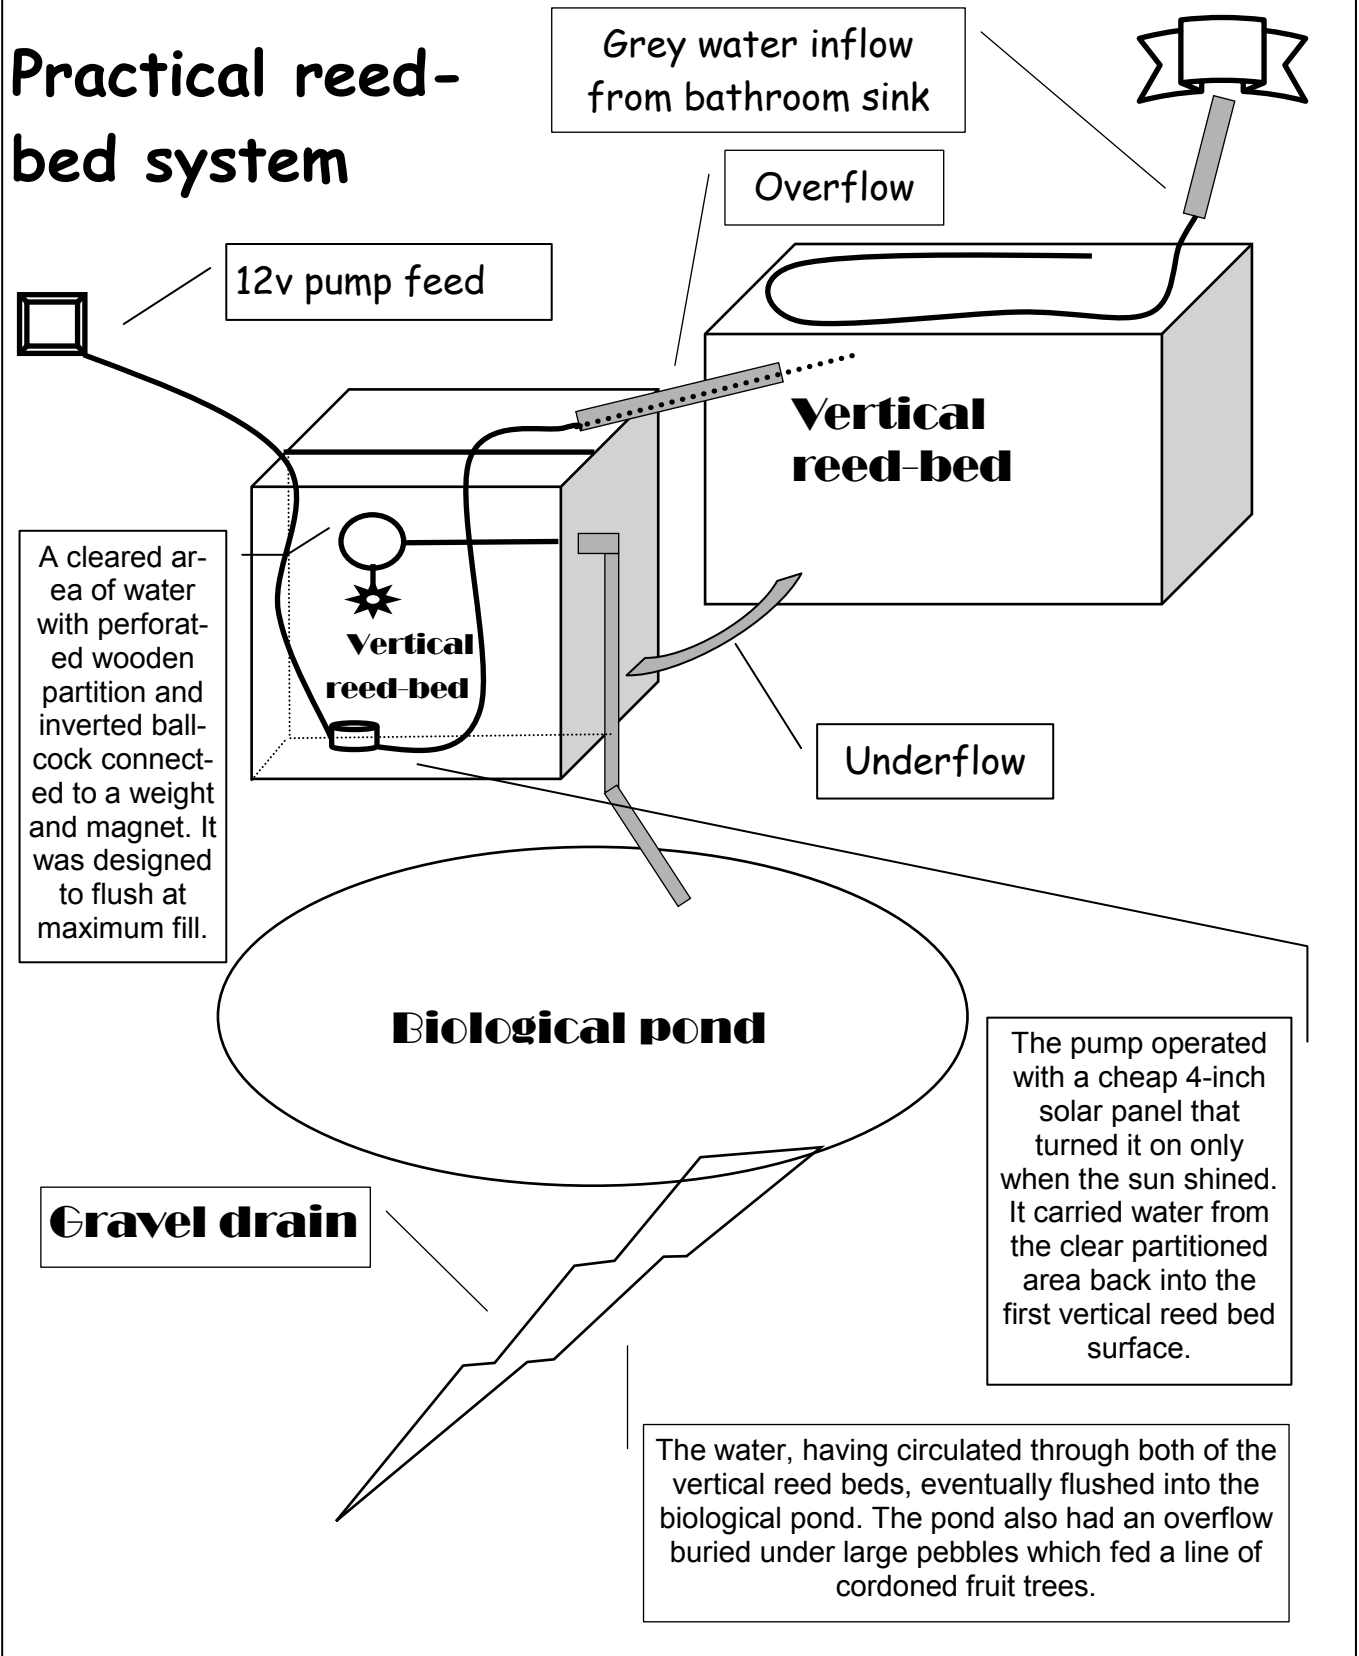 Practical reed-
bed system
Grey water inflow
from bathroom sink
Overflow
12v pump feed
Vertical
reed-bed
A cleared ar-
ea of water
with perforat-
ed wooden
partition and
inverted ball-
cock connect-
ed to a weight
and magnet. It
was designed
to flush at
maximum fill.
Vertical
reed-bed
Underflow
Biological pond
The pump operated
with a cheap 4-inch
solar panel that
turned it on only
when the sun shined.
It carried water from
the clear partitioned
area back into the
first vertical reed bed
surface.
Gravel drain
The water, having circulated through both of the
vertical reed beds, eventually flushed into the
biological pond. The pond also had an overflow
buried under large pebbles which fed a line of
cordoned fruit trees.